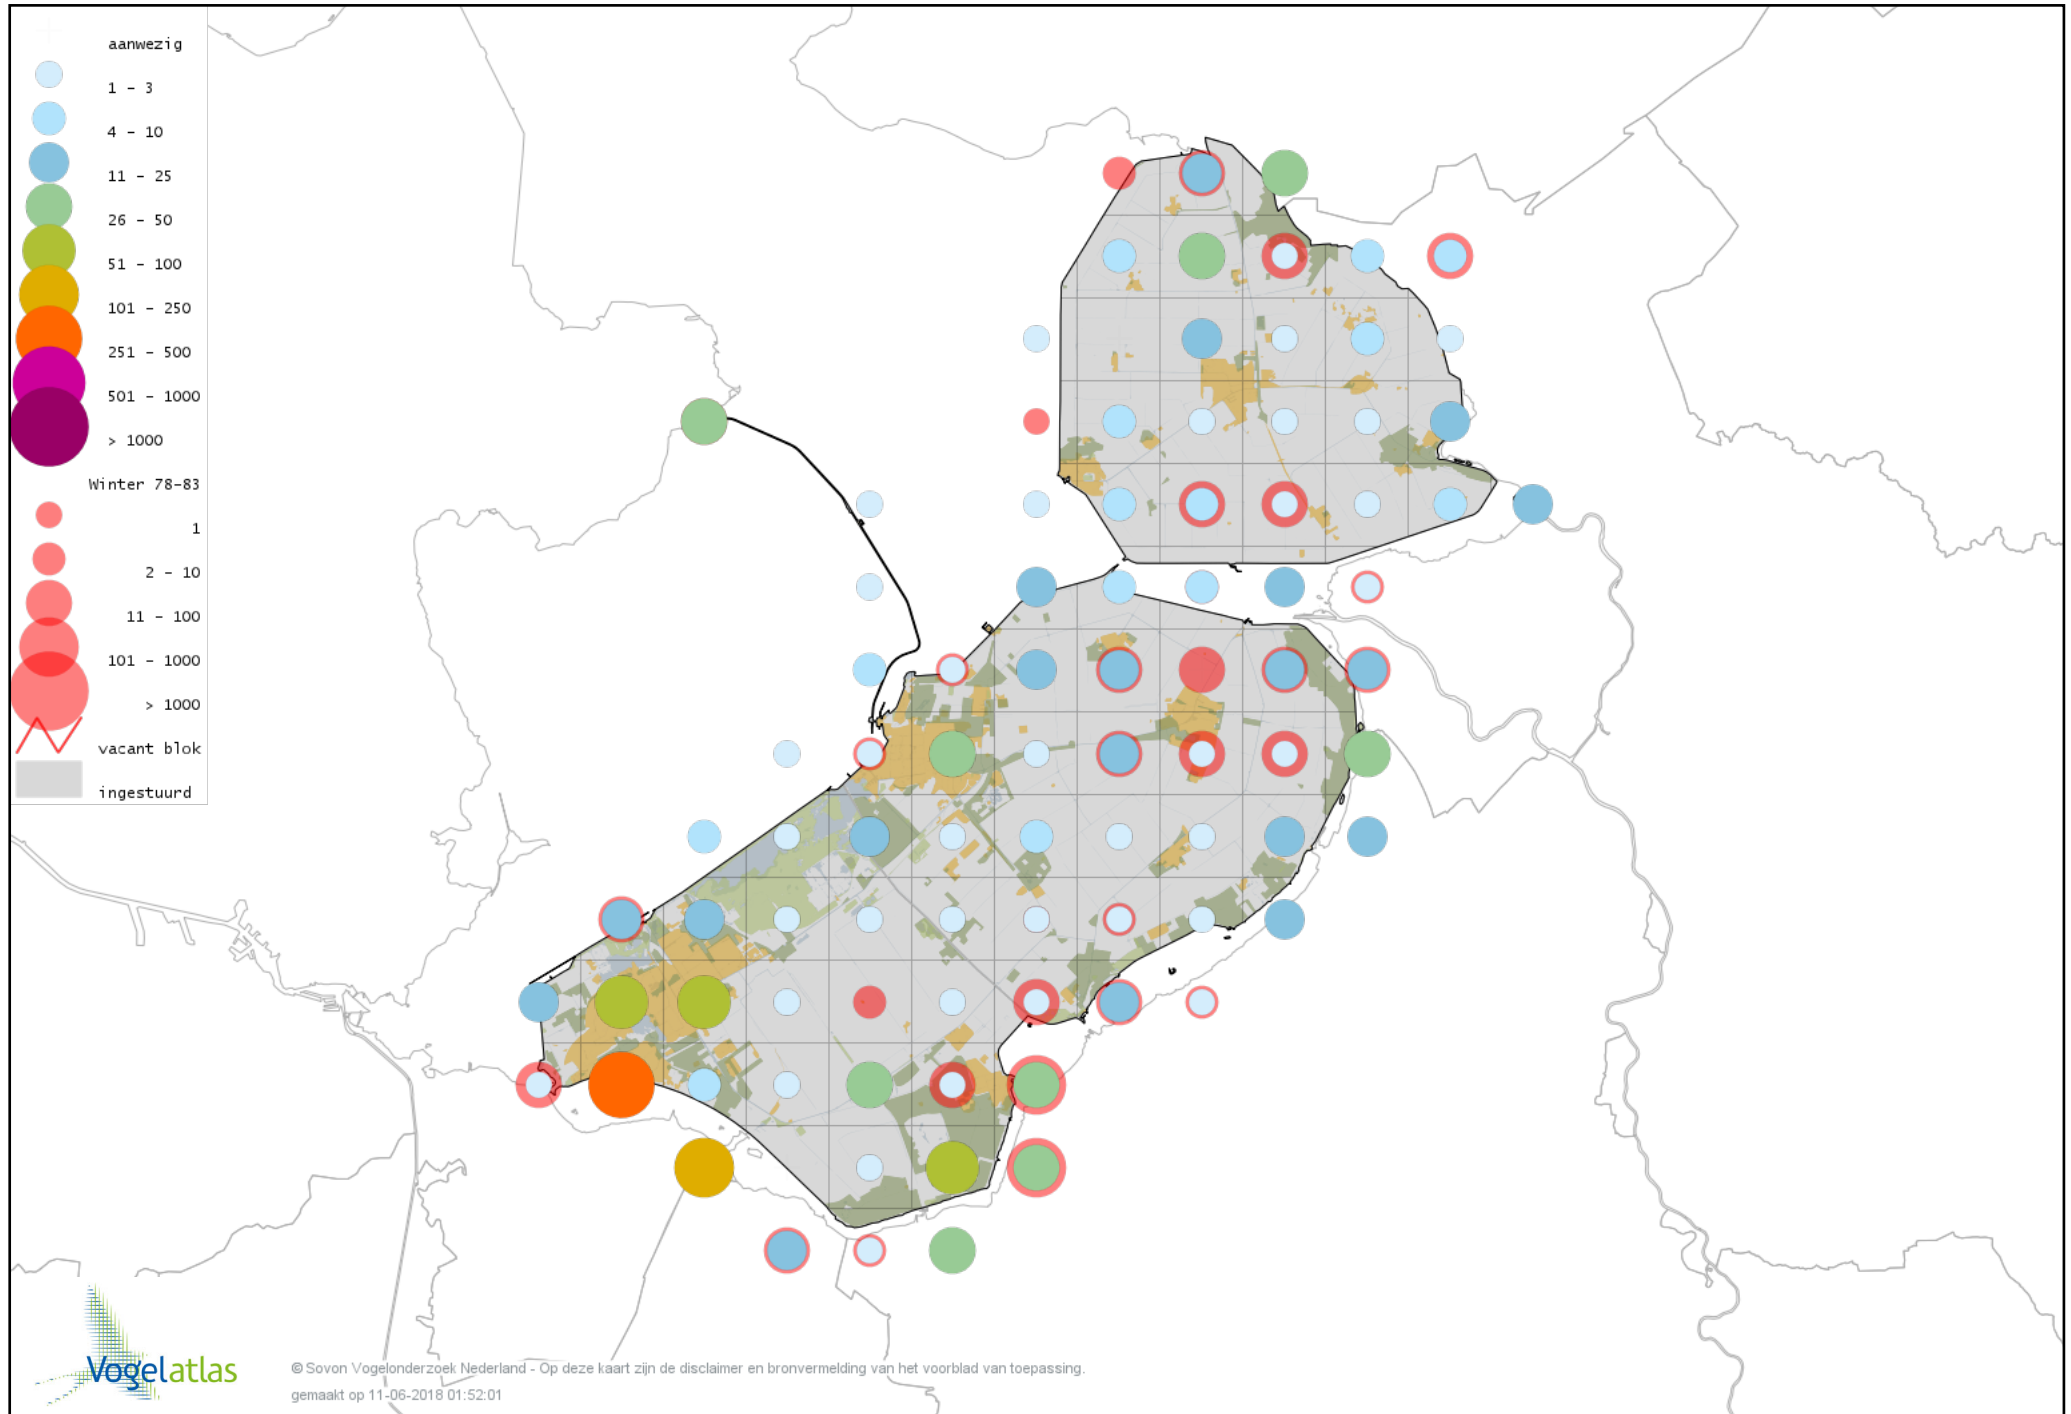 aanwezig
1 - 3
4 - 10
11 - 25
26 - 50
51 - 100
101 - 250
251 - 500
501 - 1000
> 1000
Winter 78-83
1
2 - 10
11 - 100
101 - 1000
> 1000
vacant blok
ingestuurd
Vogelatlas
© Sovon Vogelonderzoek Nederland - Op deze kaart zijn de disclaimer en bronvermelding van het voorblad van toepassing.
gemaakt op 11-06-2018 01:52:01